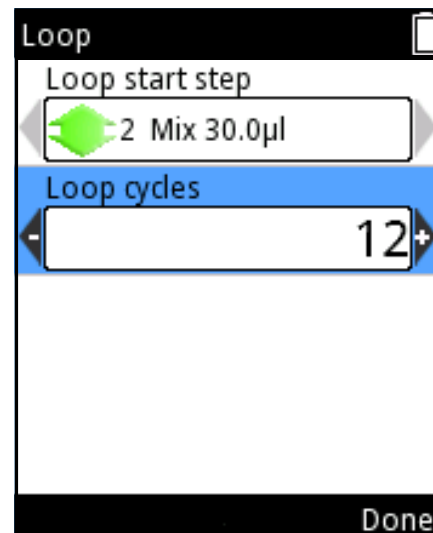 Loop
Loop start step
2 Mix 30.0µl
Loop cycles
- 12 +
Done